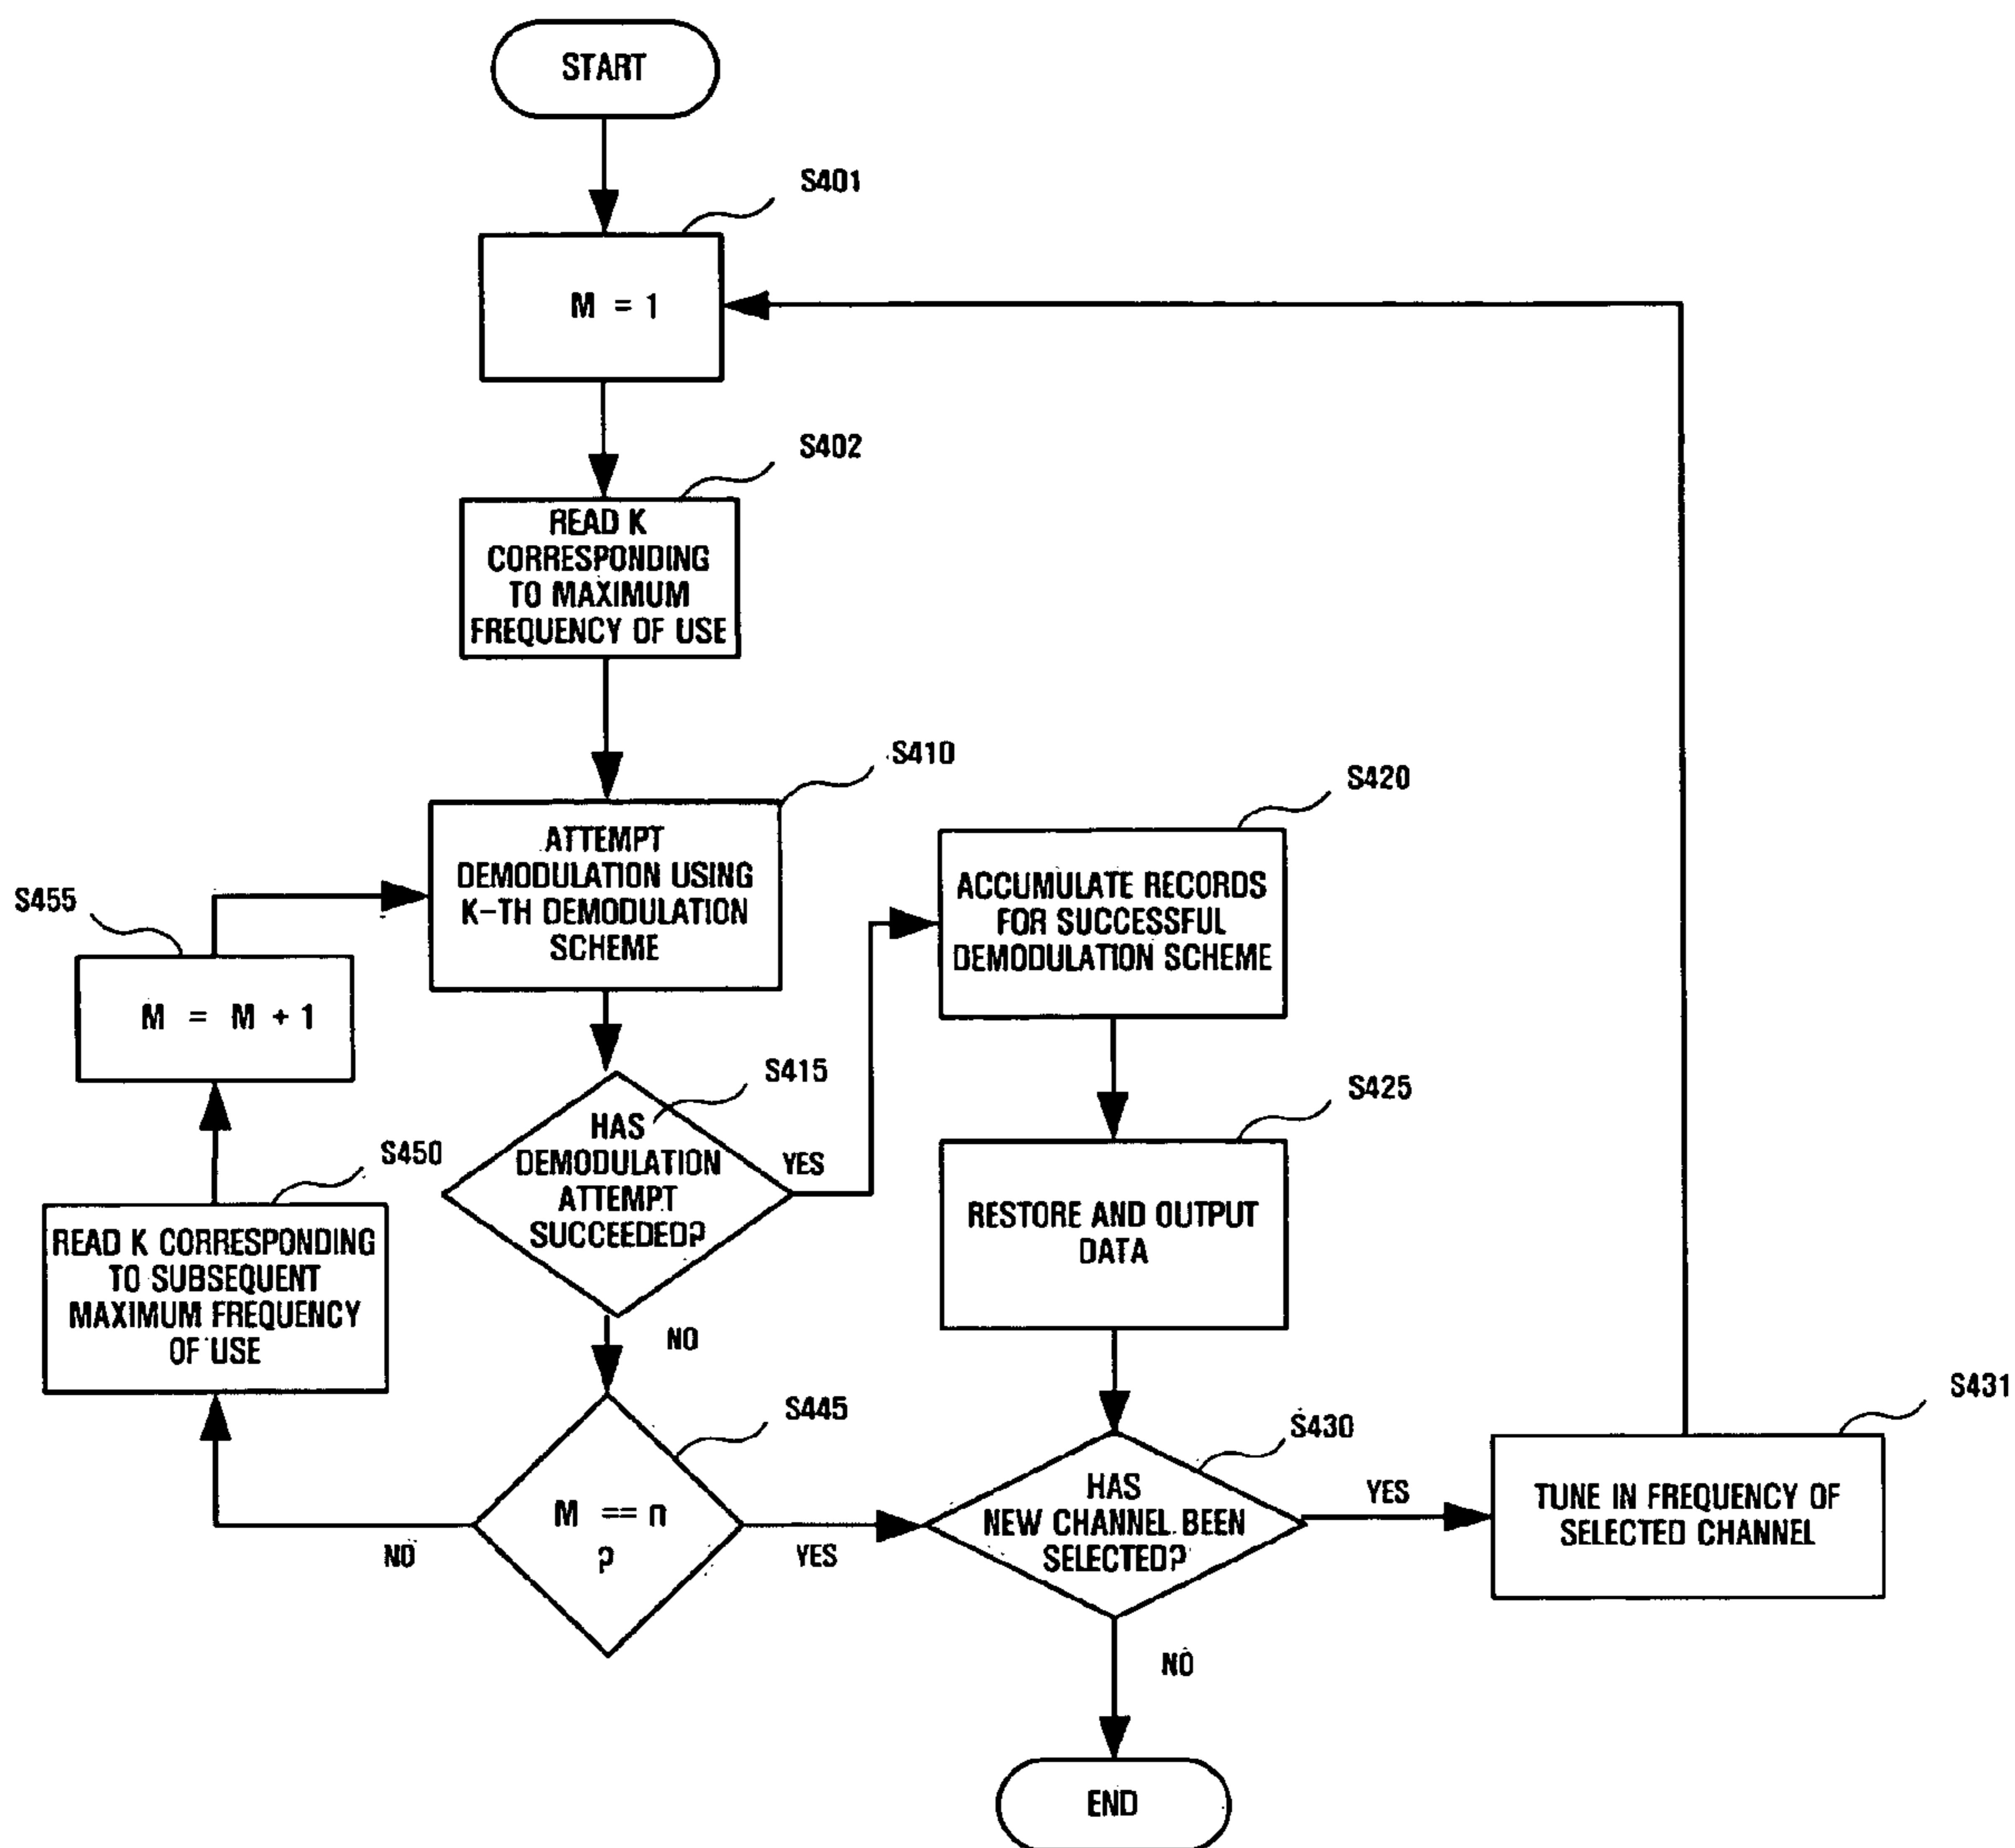 START
S401
M = 1
S402
READ K
CORRESPONDING
TO MAXIMUM
FREQUENCY OF USE
S410
ATTEMPT
DEMODULATION USING
K-TH DEMODULATION
SCHEME
S420
ACCUMULATE RECORDS
FOR SUCCESSFUL
DEMODULATION SCHEME
S455
M = M + 1
S415
HAS
DEMODULATION
ATTEMPT
SUCCEEDED?
YES
NO
S425
RESTORE AND OUTPUT
DATA
S450
READ K CORRESPONDING
TO SUBSEQUENT
MAXIMUM FREQUENCY
OF USE
S445
M == n
?
NO
YES
S430
HAS
NEW CHANNEL BEEN
SELECTED?
YES
NO
S431
TUNE IN FREQUENCY OF
SELECTED CHANNEL
END